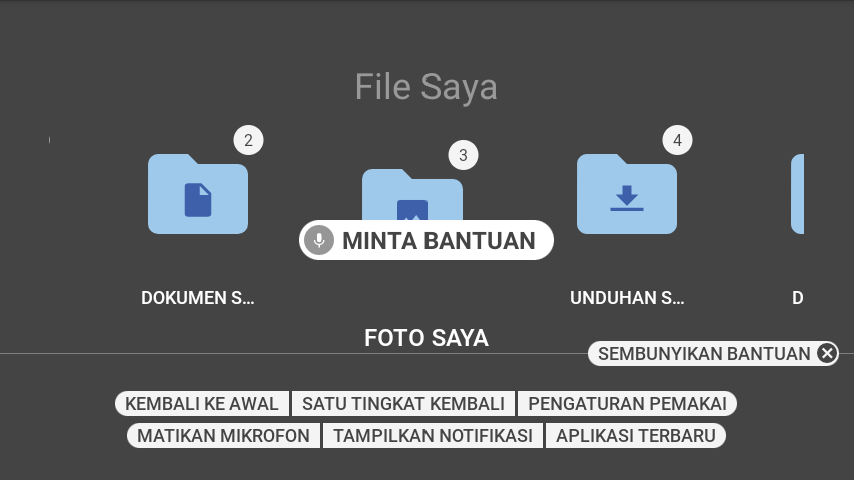 File Saya
2
3
4
MINTA BANTUAN
DOKUMEN S...
UNDUHAN S...
D
FOTO SAYA
SEMBUNYIKAN BANTUAN
KEMBALI KE AWAL
SATU TINGKAT KEMBALI
PENGATURAN PEMAKAI
MATIKAN MIKROFON
TAMPILKAN NOTIFIKASI
APLIKASI TERBARU